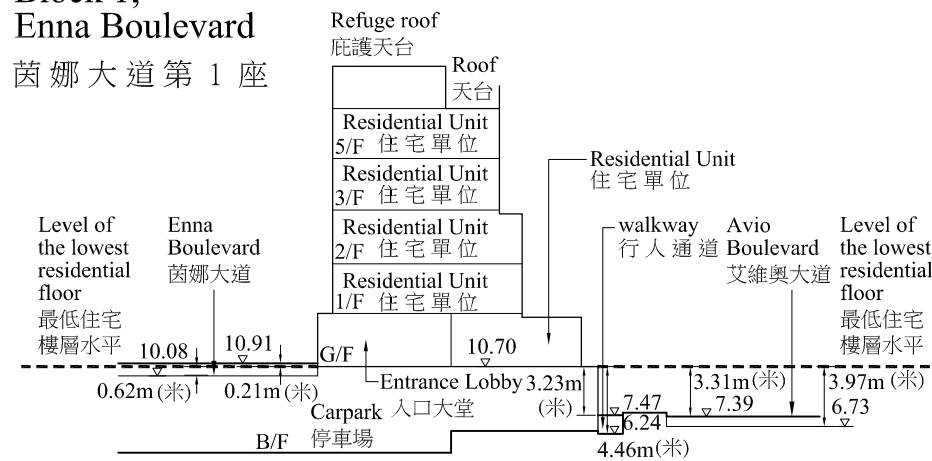 Block 1,
Enna Boulevard
茵娜大道第 1 座
Refuge roof
庇護天台
Roof
天台
Residential Unit
5/F 住宅單位
Residential Unit
3/F 住宅單位
Residential Unit
2/F 住宅單位
Residential Unit
1/F 住宅單位
Residential Unit
住宅單位
Level of
the lowest
residential
floor
最低住宅
樓層水平
Enna
Boulevard
茵娜大道
walkway
行人通道
Avio
Boulevard
艾維奧大道
Level of
the lowest
residential
floor
最低住宅
樓層水平
10.08
10.91
G/F
10.70
0.62m(米)
0.21m(米)
Entrance Lobby
入口大堂
3.23m
(米)
3.31m(米)
3.97m(米)
Carpark
停車場
7.47
7.39
6.73
6.24
B/F
4.46m(米)